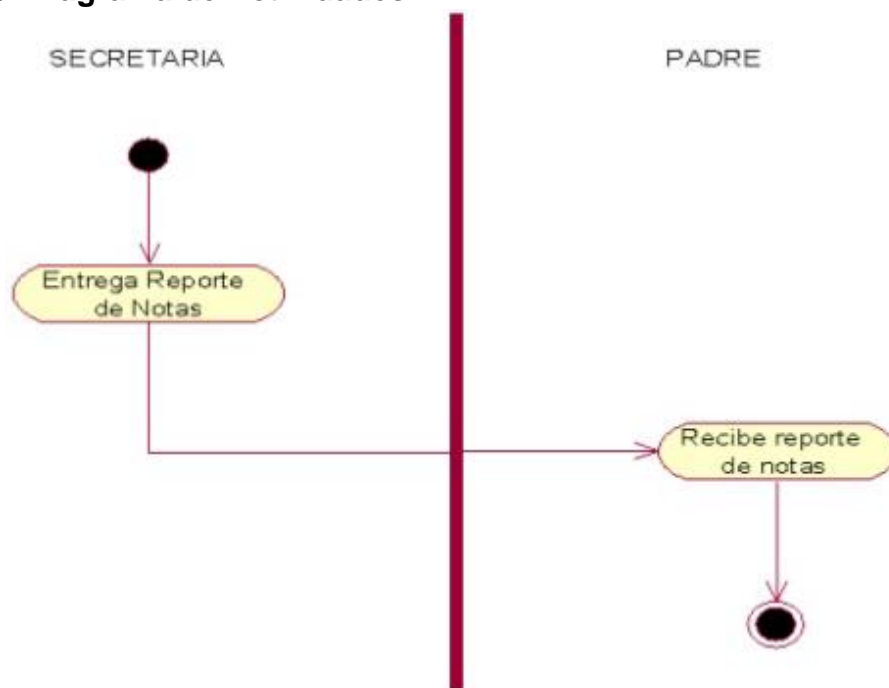 SECRETARIA
PADRE
Entrega Reporte
de Notas
Recibe reporte
de notas